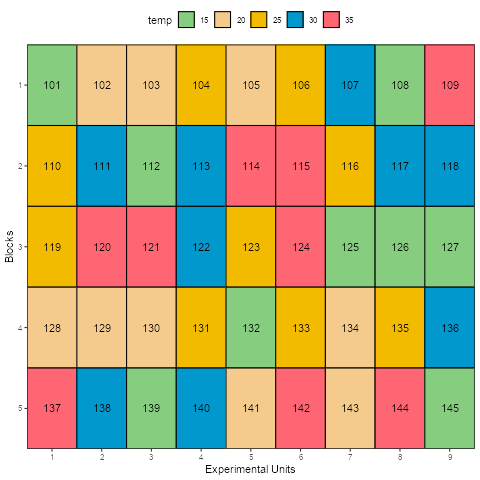 temp 15 20 25 30 35
1 101 102 103 104 105 106 107 108 109
2 110 111 112 113 114 115 116 117 118
Blocks
3 119 120 121 122 123 124 125 126 127
4 128 129 130 131 132 133 134 135 136
5 137 138 139 140 141 142 143 144 145
1 2 3 4 5 6 7 8 9
Experimental Units